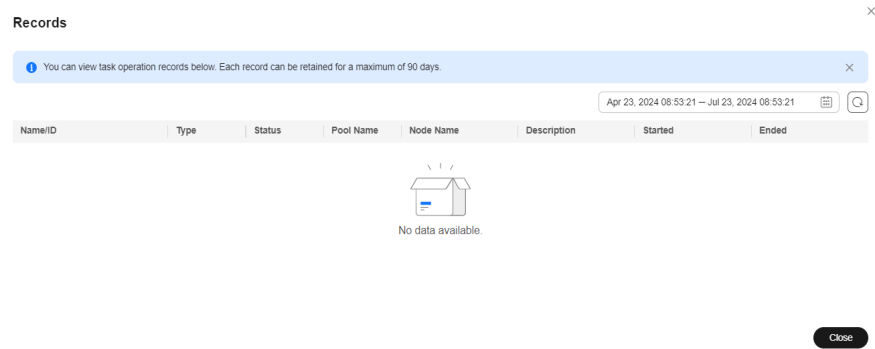 Records
You can view task operation records below. Each record can be retained for a maximum of 90 days.
Apr 23, 2024 08:53:21 — Jul 23, 2024 08:53:21
Name/ID Type Status Pool Name Node Name Description Started Ended
No data available.
Close